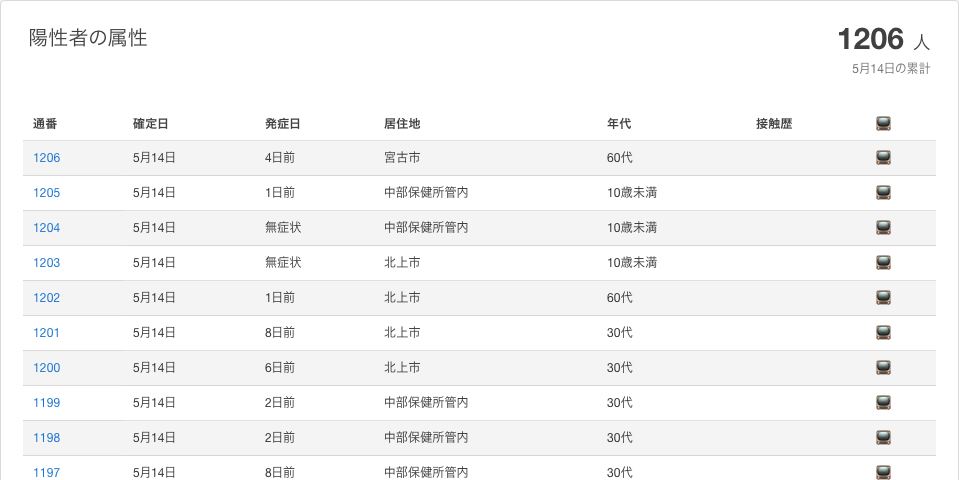 陽性者の属性
1206 人
5月14日の累計
通番 確定日 発症日 居住地 年代 接触歴
1206 5月14日 4日前 宮古市 60代
1205 5月14日 1日前 中部保健所管内 10歳未満
1204 5月14日 無症状 中部保健所管内 10歳未満
1203 5月14日 無症状 北上市 10歳未満
1202 5月14日 1日前 北上市 60代
1201 5月14日 8日前 北上市 30代
1200 5月14日 6日前 北上市 30代
1199 5月14日 2日前 中部保健所管内 30代
1198 5月14日 2日前 中部保健所管内 30代
1197 5月14日 8日前 中部保健所管内 30代